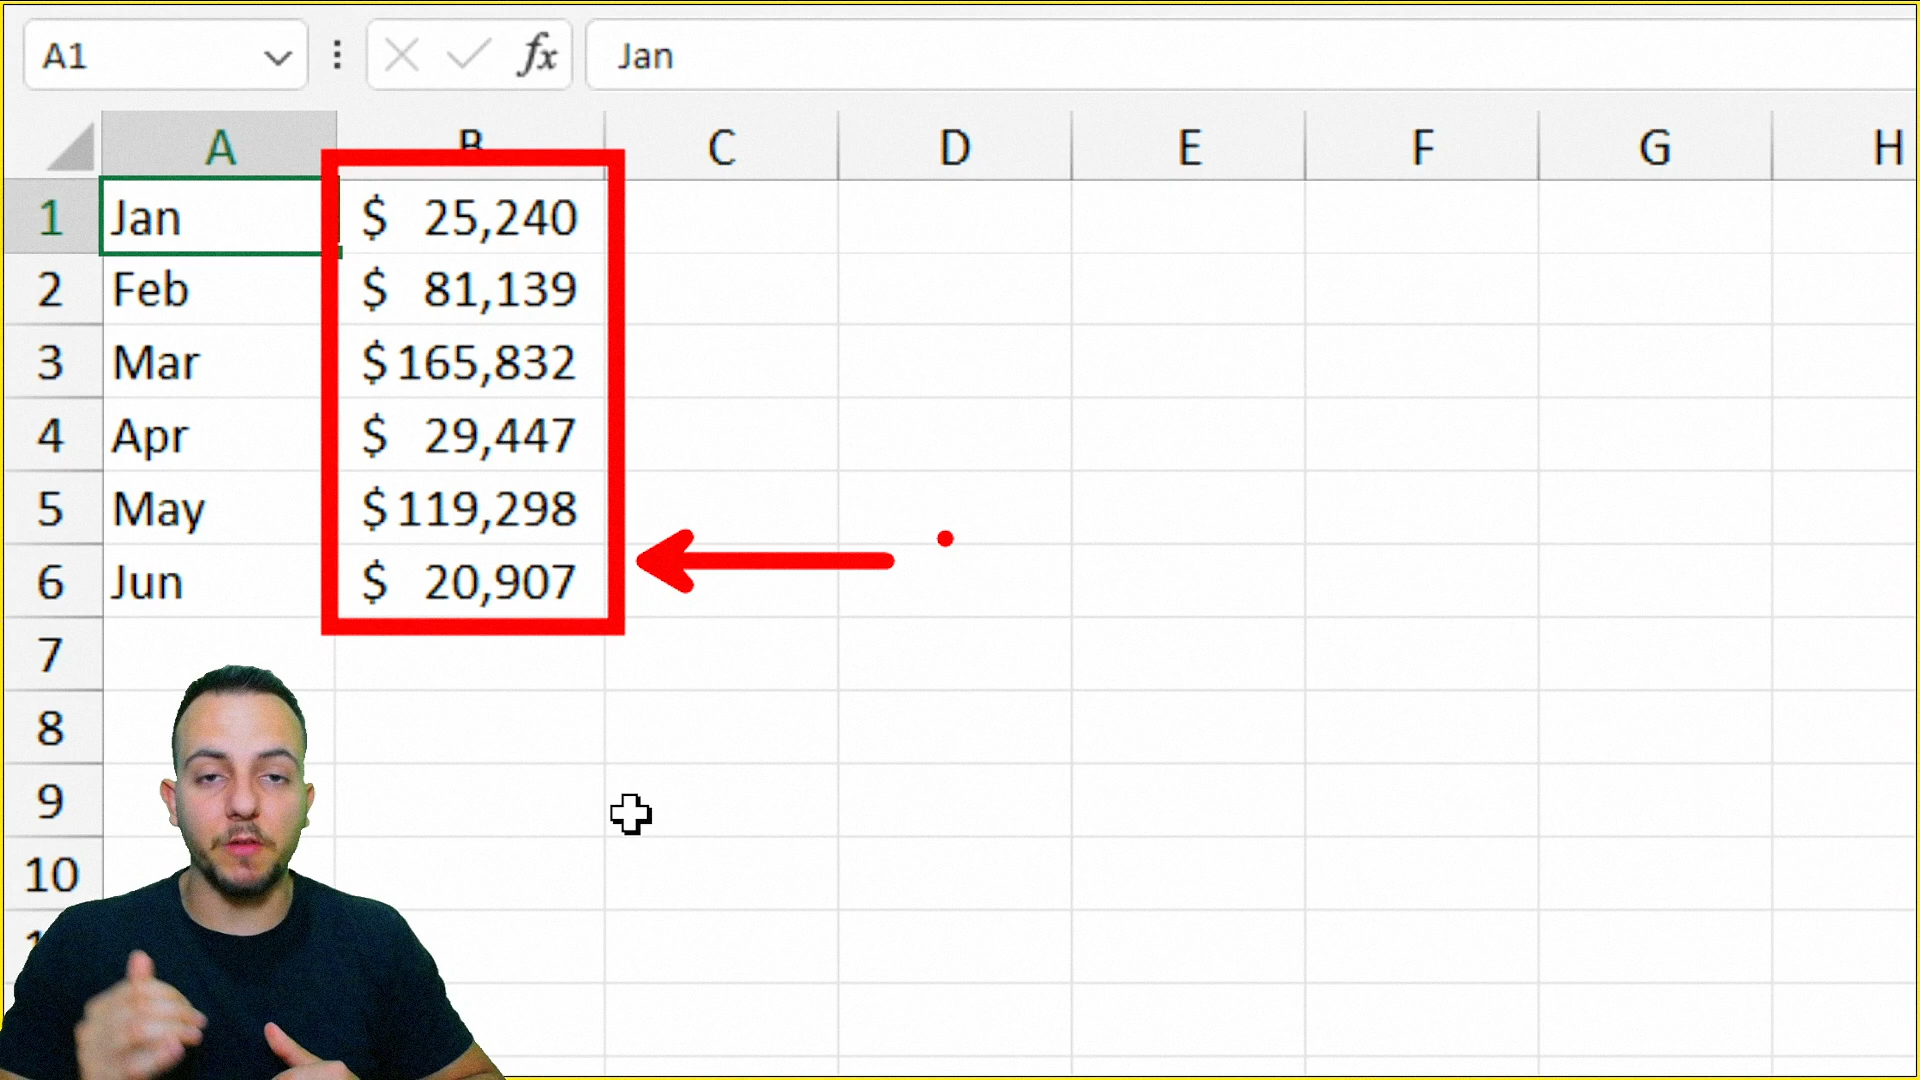 A1 fx Jan
A B C D E F G H
1 Jan $ 25,240
2 Feb $ 81,139
3 Mar $ 165,832
4 Apr $ 29,447
5 May $ 119,298
6 Jun $ 20,907
7
8
9
10